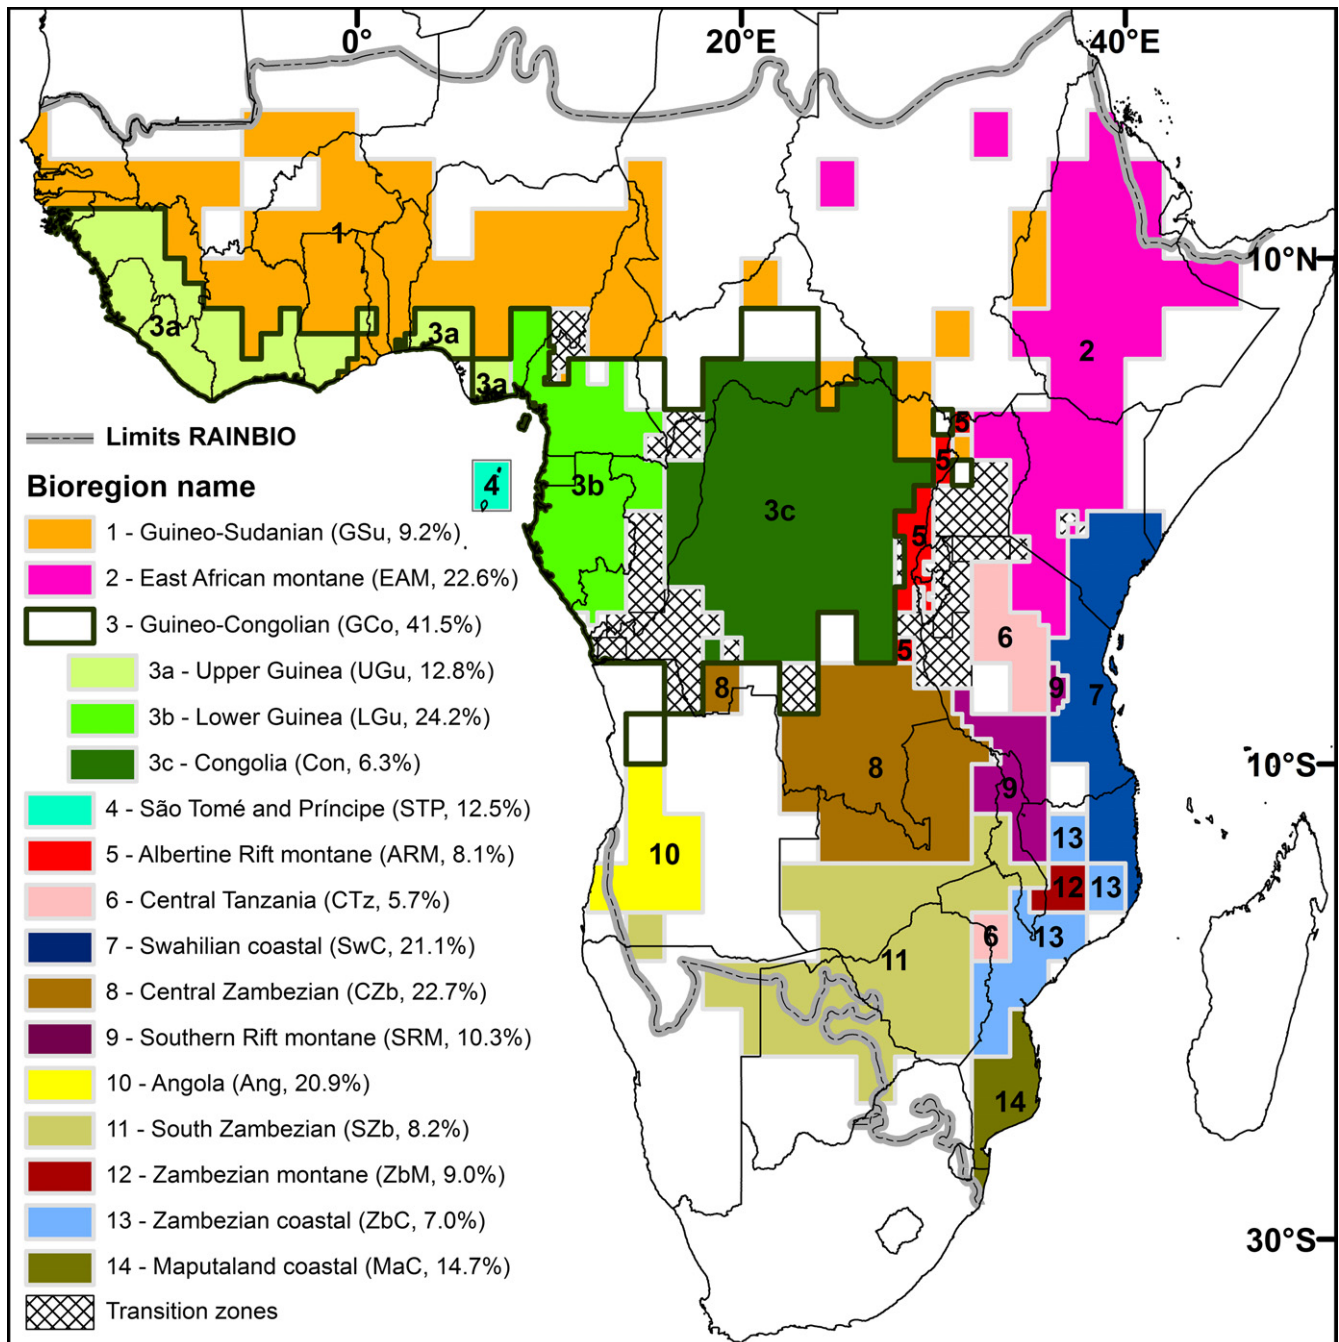 0°
20°E
40°E
1
10°N
3a
3a
2
3a
5
Limits RAINBIO
5
Bioregion name
4
3b
3c
1 - Guineo-Sudanian (GSu, 9.2%)
5
2 - East African montane (EAM, 22.6%)
3 - Guineo-Congolian (GCo, 41.5%)
6
5
3a - Upper Guinea (UGu, 12.8%)
8
9
7
3b - Lower Guinea (LGu, 24.2%)
3c - Congolia (Con, 6.3%)
8
10°S
9
4 - São Tomé and Príncipe (STP, 12.5%)
13
5 - Albertine Rift montane (ARM, 8.1%)
10
12
13
6 - Central Tanzania (CTz, 5.7%)
6
13
7 - Swahilian coastal (SwC, 21.1%)
11
8 - Central Zambezian (CZb, 22.7%)
9 - Southern Rift montane (SRM, 10.3%)
10 - Angola (Ang, 20.9%)
14
11 - South Zambezian (SZb, 8.2%)
12 - Zambezian montane (ZbM, 9.0%)
13 - Zambezian coastal (ZbC, 7.0%)
30°S
14 - Maputaland coastal (MaC, 14.7%)
Transition zones